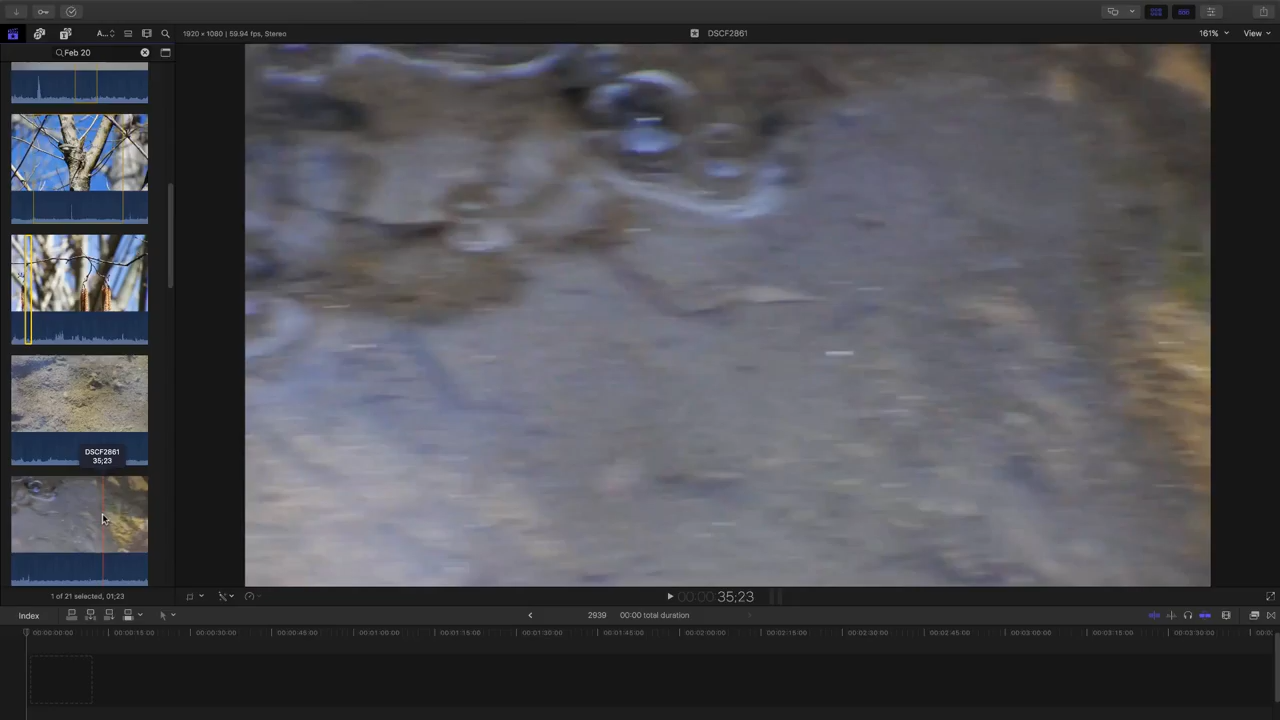 A...
1920 × 1080 | 59.94 fps, Stereo
DSCF2861
161%
View
Feb 20
DSCF2861
35;23
1 of 21 selected, 01;23
00:00:35;23
Index
2939
00:00 total duration
00:00:00:00
00:00:15:00
00:00:30:00
00:00:45:00
00:01:00:00
00:01:15:00
00:01:30:00
00:01:45:00
00:02:00:00
00:02:15:00
00:02:30:00
00:02:45:00
00:03:00:00
00:03:15:00
00:03:30:00